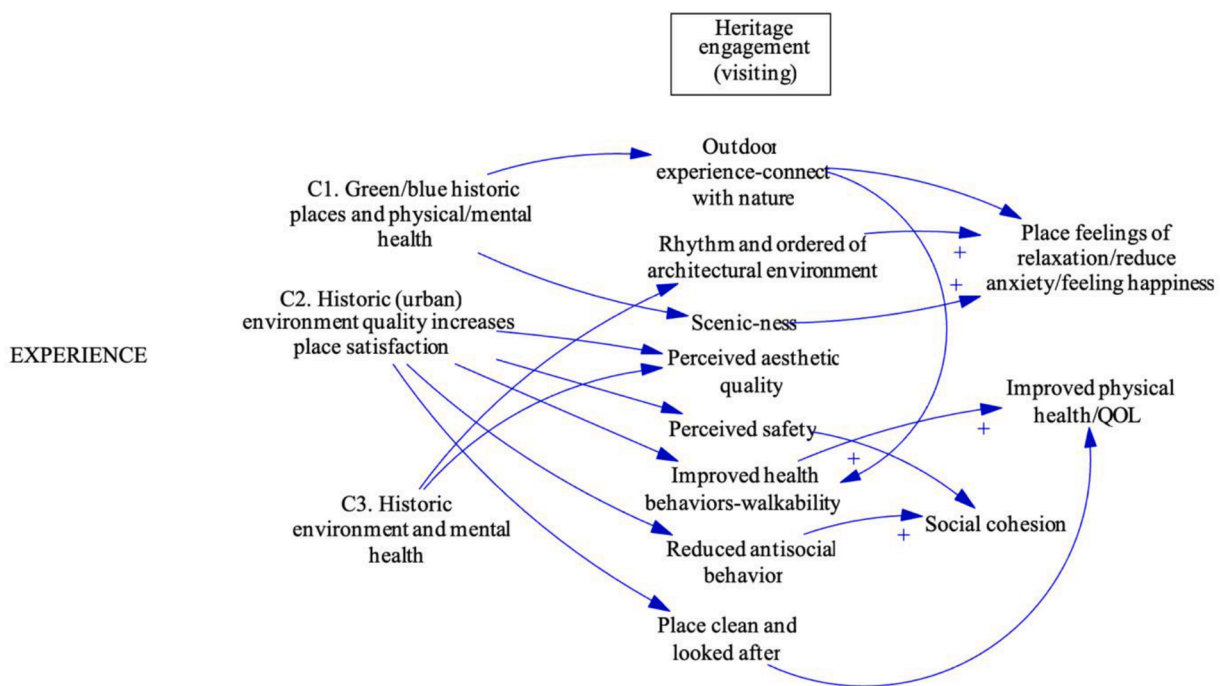 Heritage
engagement
(visiting)
Outdoor
experience-connect
with nature
C1. Green/blue historic
places and physical/mental
health
Rhythm and ordered of
architectural environment
Place feelings of
relaxation/reduce
anxiety/feeling happiness
+
+
C2. Historic (urban)
environment quality increases
place satisfaction
Scenic-ness
EXPERIENCE
Perceived aesthetic
quality
Improved physical
health/QOL
+
Perceived safety
+
Improved health
behaviors-walkability
C3. Historic
environment and mental
health
Social cohesion
+
Reduced antisocial
behavior
Place clean and
looked after